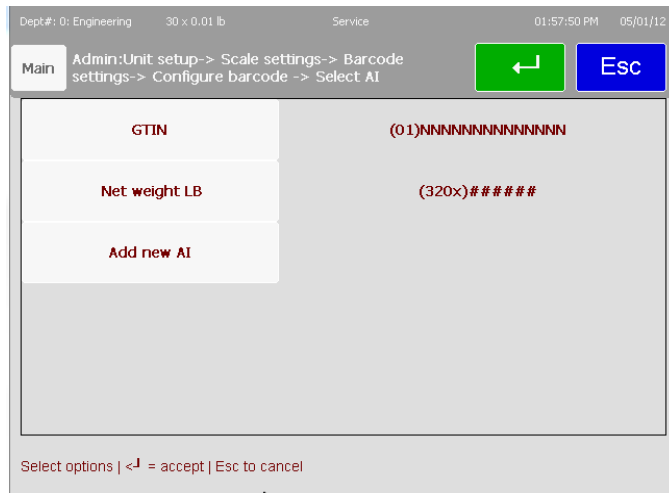 Dept#: 0: Engineering 30 x 0.01 lb Service 01:57:50 PM 05/01/12
Main
Admin:Unit setup-> Scale settings-> Barcode
settings-> Configure barcode -> Select AI
Esc
GTIN (01)NNNNNNNNNNNNNN
Net weight LB (320x)######
Add new AI
Select options | <┘ = accept | Esc to cancel